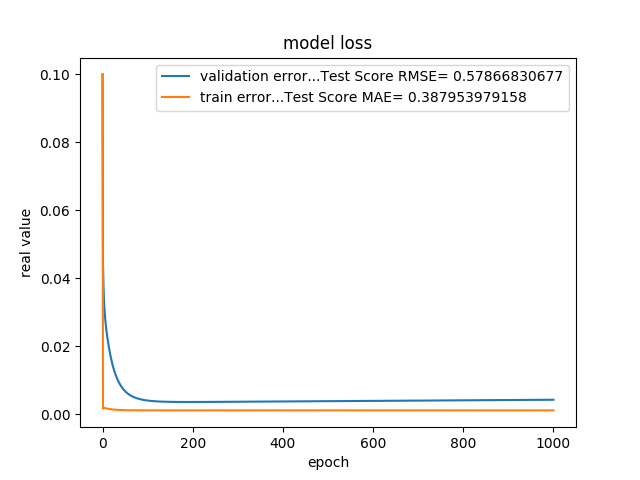 model loss
validation error...Test Score RMSE= 0.57866830677
train error...Test Score MAE= 0.387953979158
0.10
0.08
0.06
0.04
0.02
0.00
real value
0 200 400 600 800 1000
epoch